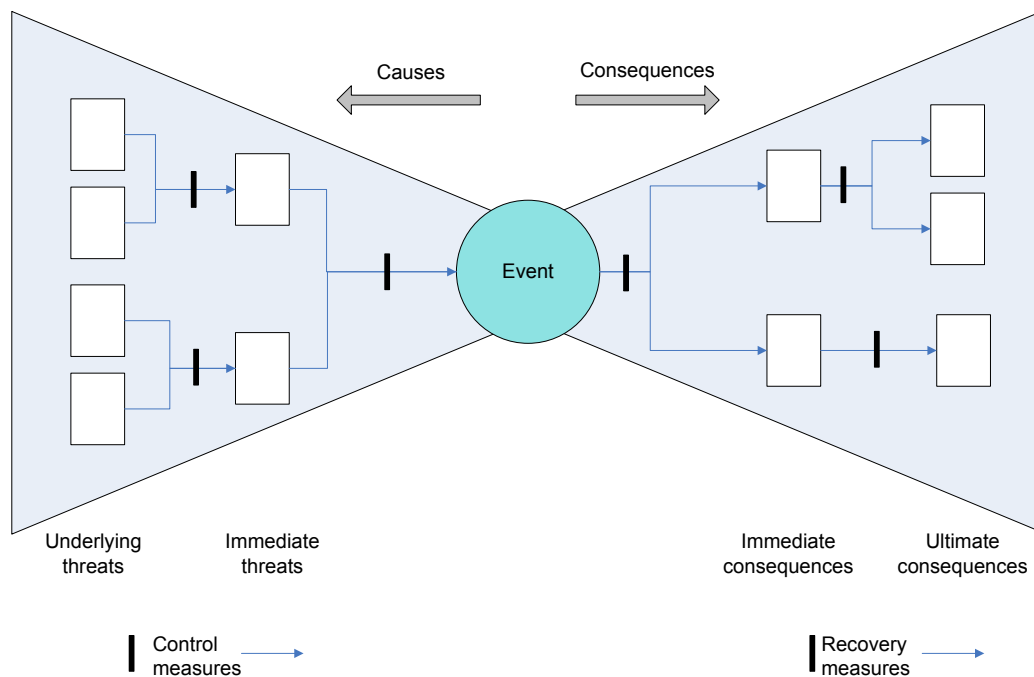 Causes
Consequences
Event
Underlying
threats
Immediate
threats
Immediate
consequences
Ultimate
consequences
Control
measures
Recovery
measures